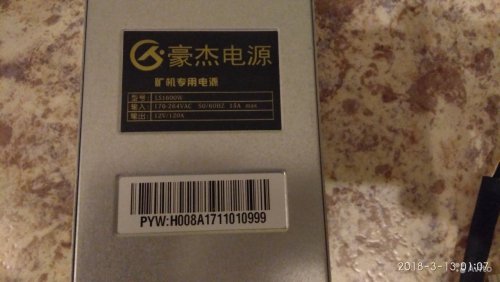 豪杰电源
矿机专用电源
型号: LS1600W
输入: 170-264VAC 50/60HZ 15A max
输出: 12V/120A
PYW:H008A1711010999
2018-3-13 01:07